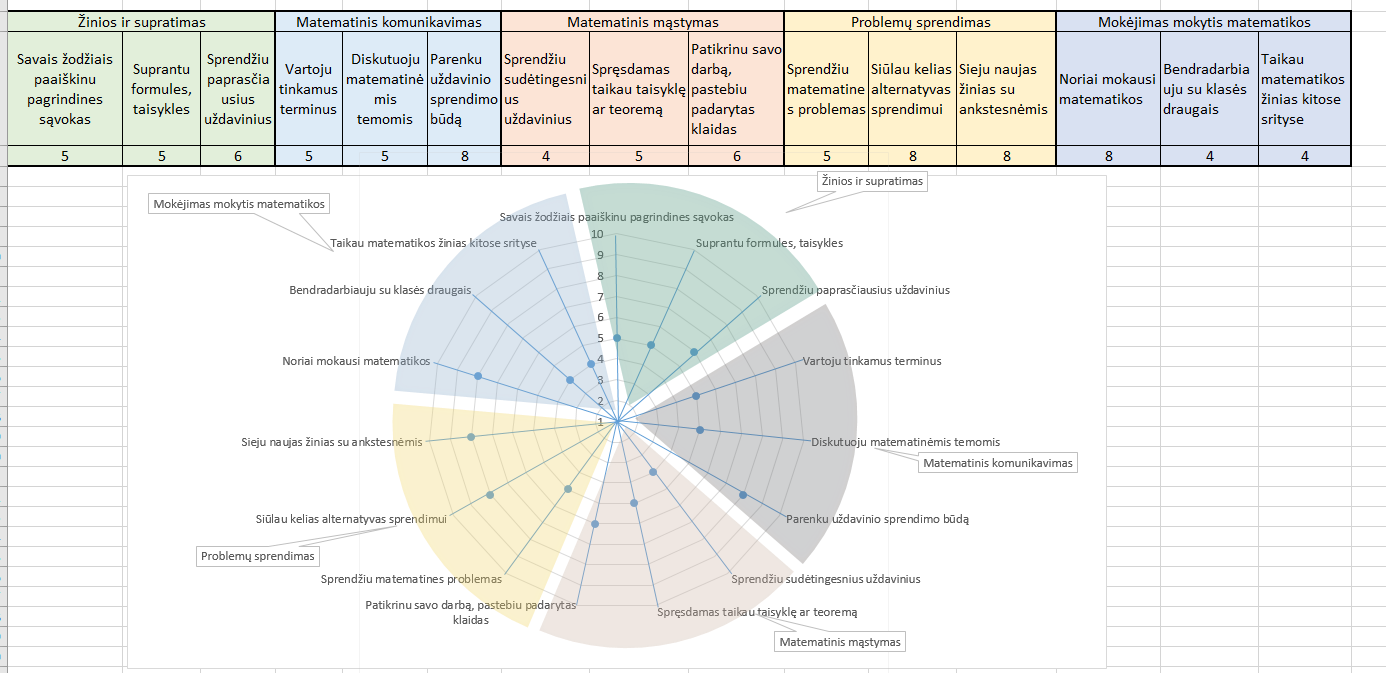 Žinios ir supratimas
Matematinis komunikavimas
Matematinis mąstymas
Problemų sprendimas
Mokėjimas mokytis matematikos
Savais žodžiais
paaiškinu
pagrindines
sąvokas
Suprantu
formules,
taisykles
Sprendžiu
paprasčia
usius
uždavinius
Vartoju
tinkamus
terminus
Diskutuoju
matematinė
mis
temomis
Parenku
uždavinio
sprendimo
būdą
Sprendžiu
sudėtingesni
us
uždavinius
Spręsdamas
taikau taisyklę
ar teoremą
Patikrinu savo
darbą,
pastebiu
padarytas
klaidas
Sprendžiu
matematine
s problemas
Siūlau kelias
alternatyvas
sprendimui
Sieju naujas
žinias su
ankstesnėmis
Noriai mokausi
matematikos
Bendradarbia
uju su klasės
draugais
Taikau
matematikos
žinias kitose
srityse
5 5 6 5 5 8 4 5 6 5 8 8 8 4 4
Žinios ir supratimas
Mokėjimas mokytis matematikos
Savais žodžiais paaiškinu pagrindines sąvokas
Taikau matematikos žinias kitose srityse
Suprantu formules, taisykles
Bendradarbiauju su klasės draugais
Sprendžiu paprasčiausius uždavinius
Noriai mokausi matematikos
Vartoju tinkamus terminus
10
9
8
7
6
5
4
3
2
1
Sieju naujas žinias su ankstesnėmis
Diskutuoju matematinėmis temomis
Matematinis komunikavimas
Siūlau kelias alternatyvas sprendimui
Parenku uždavinio sprendimo būdą
Problemų sprendimas
Sprendžiu matematines problemas
Sprendžiu sudėtingesnius uždavinius
Patikrinu savo darbą, pastebiu padarytas
klaidas
Spręsdamas taikau taisyklę ar teoremą
Matematinis mąstymas